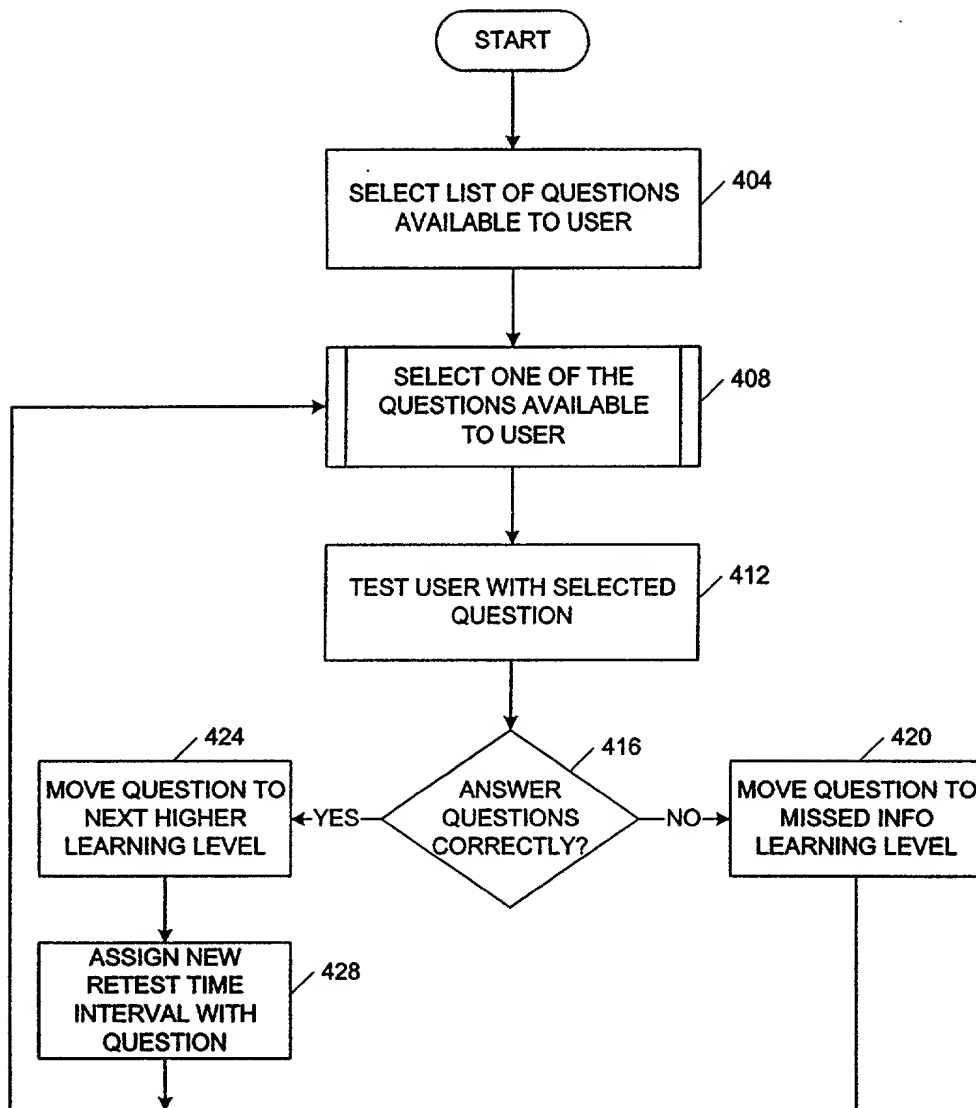 START
SELECT LIST OF QUESTIONS
AVAILABLE TO USER
404
SELECT ONE OF THE
QUESTIONS AVAILABLE
TO USER
408
TEST USER WITH SELECTED
QUESTION
412
ANSWER
QUESTIONS
CORRECTLY?
416
YES
NO
424
MOVE QUESTION TO
NEXT HIGHER
LEARNING LEVEL
420
MOVE QUESTION TO
MISSED INFO
LEARNING LEVEL
ASSIGN NEW
RETEST TIME
INTERVAL WITH
QUESTION
428